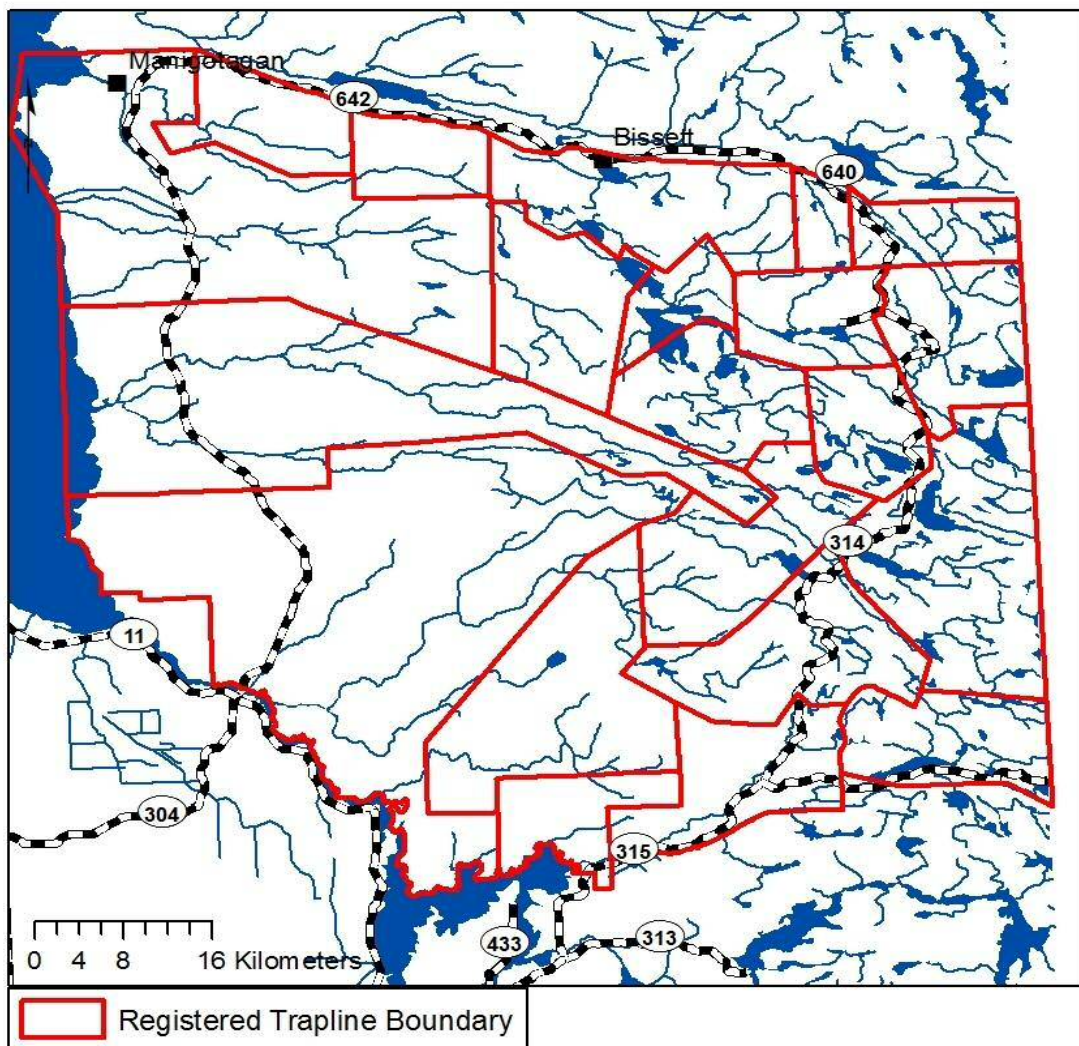 Manigotagan
642
Bissett
640
314
11
304
315
433
313
0 4 8 16 Kilometers
Registered Trapline Boundary